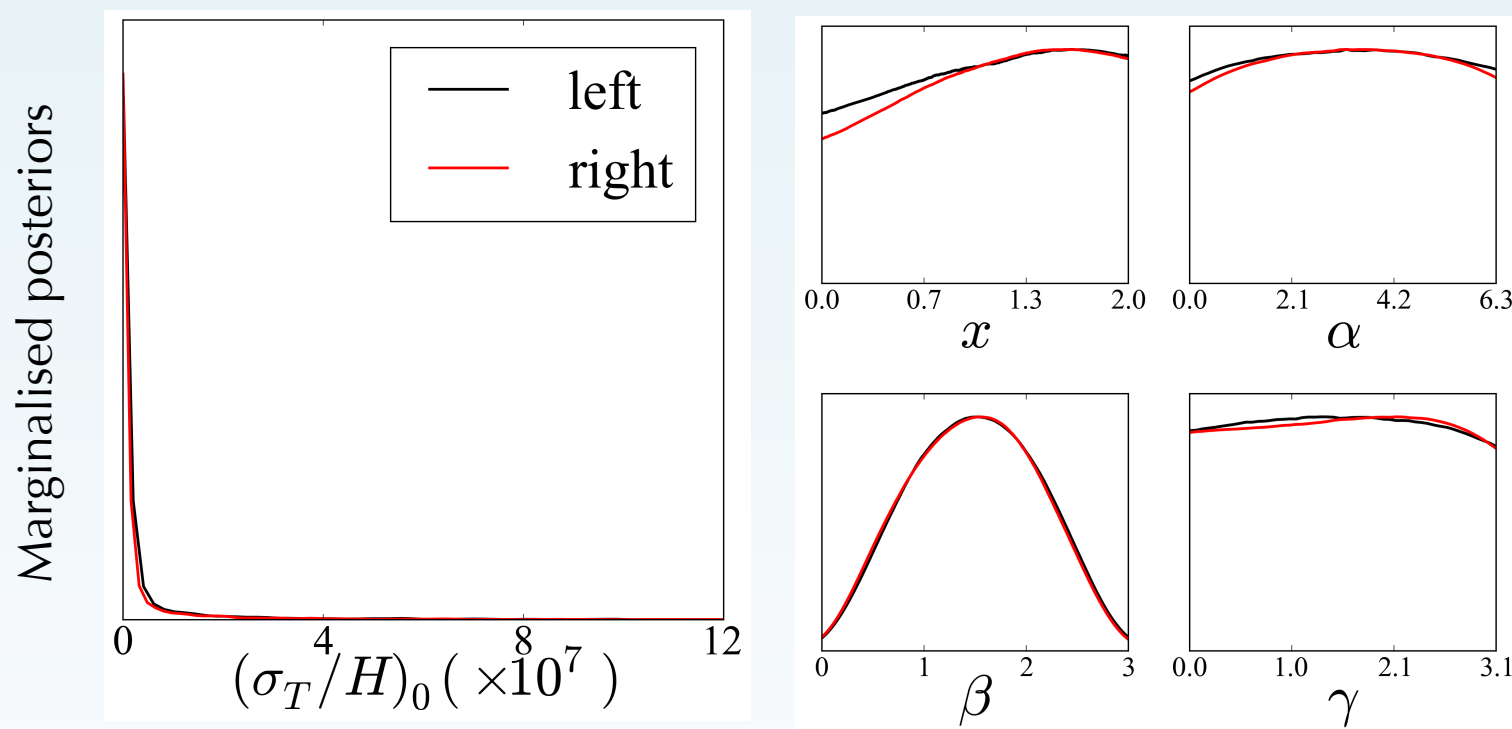 Marginalised posteriors
left
right
0 4 8 12
(σ_T/H)_0 ( ×10^7 )
0.0 0.7 1.3 2.0
x
0.0 2.1 4.2 6.3
α
0 1 2 3
β
0.0 1.0 2.1 3.1
γ